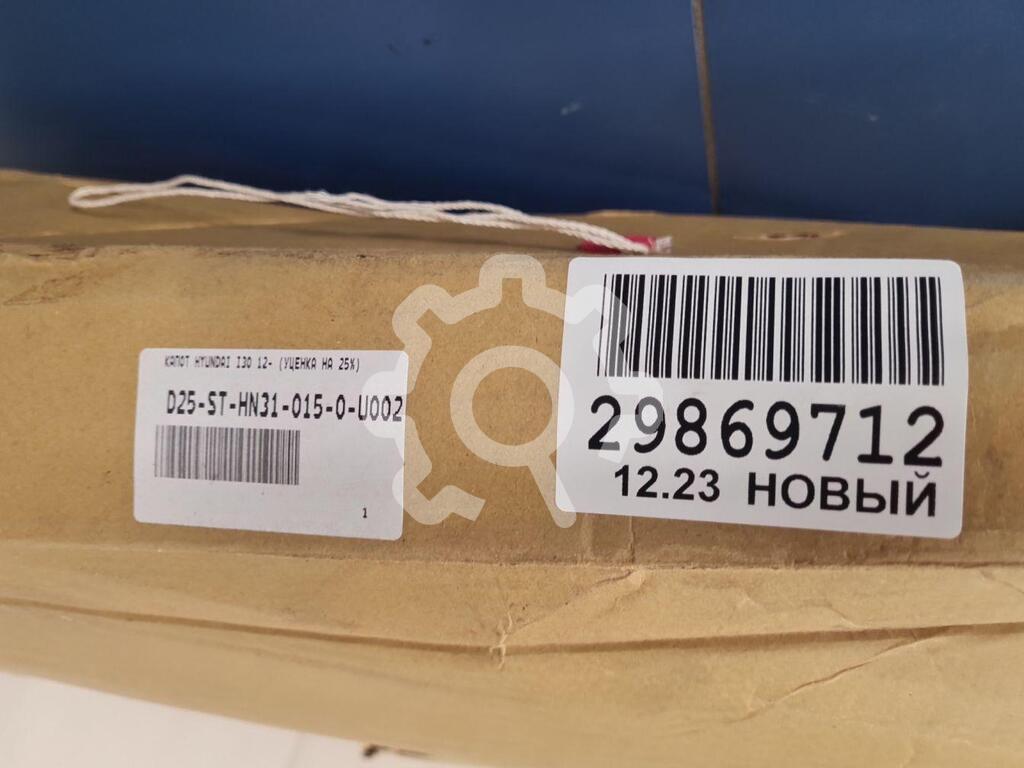 КАПОТ HYUNDAI I30 12- (УЦЕНКА НА 25%)
D25-ST-HN31-015-0-U002
1
29869712
12.23 НОВЫЙ